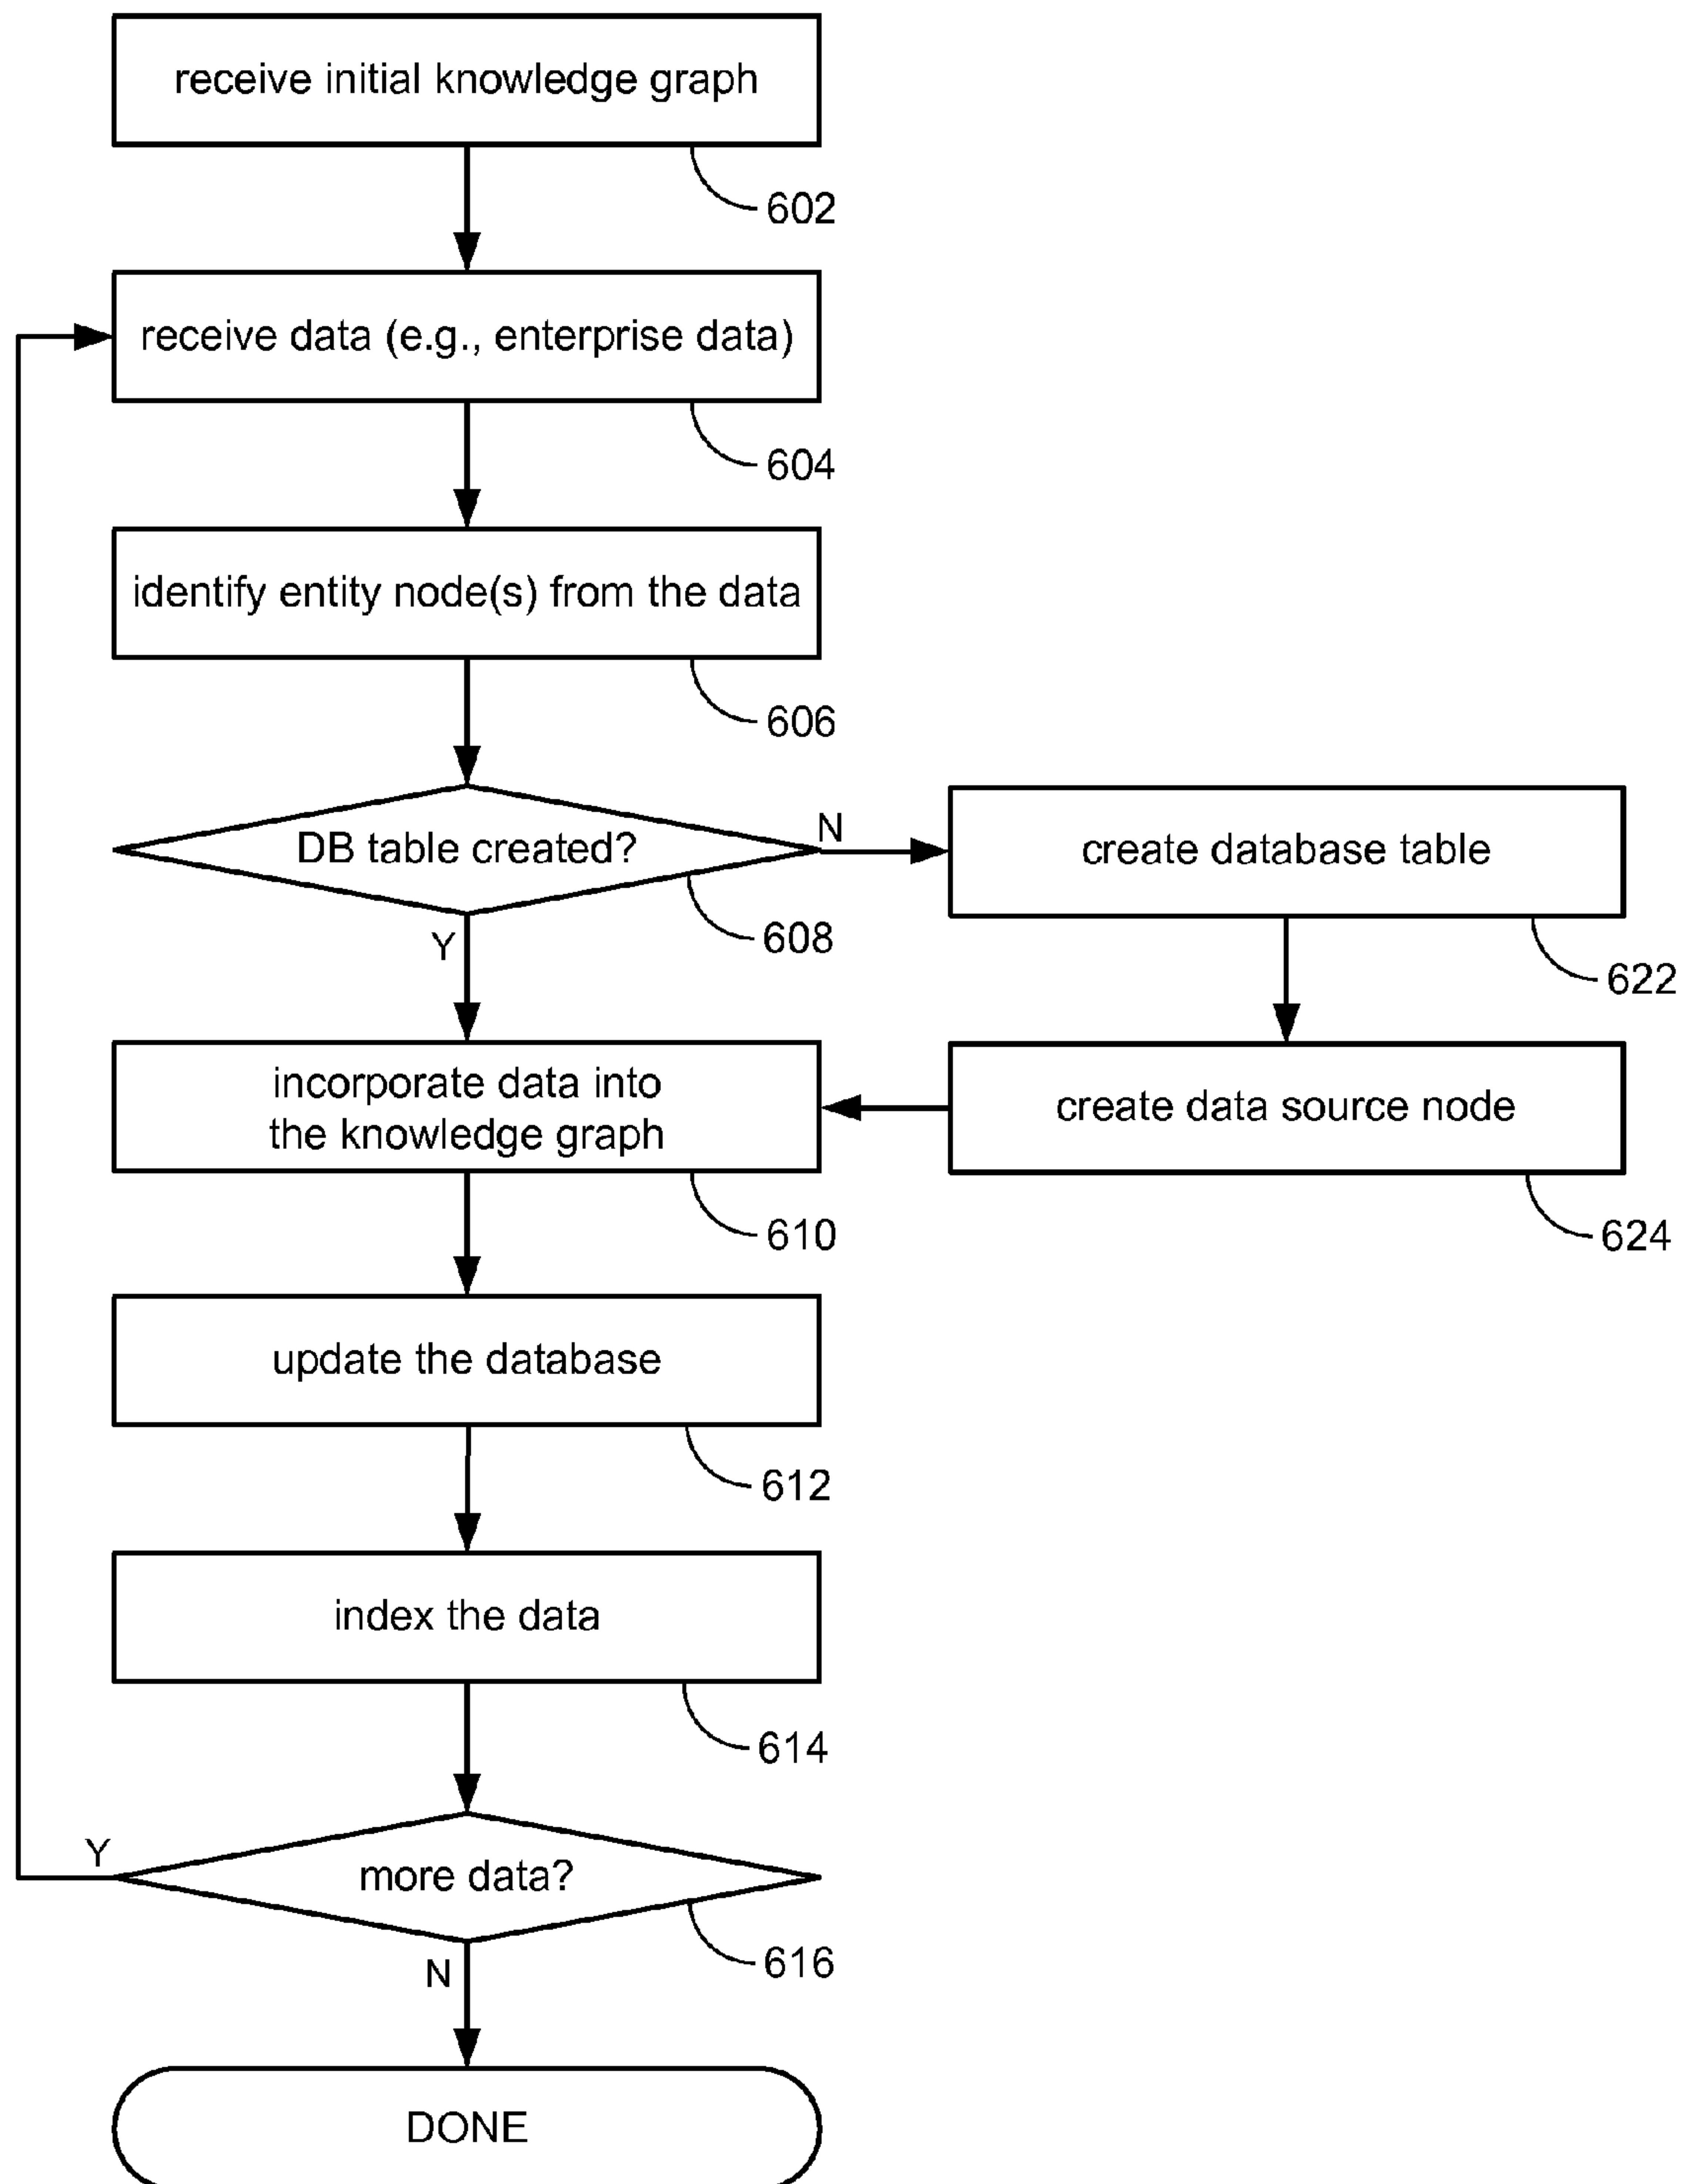 receive initial knowledge graph
602
receive data (e.g., enterprise data)
604
identify entity node(s) from the data
606
DB table created?
N
608
Y
create database table
622
incorporate data into
the knowledge graph
610
create data source node
624
update the database
612
index the data
614
more data?
Y
616
N
DONE